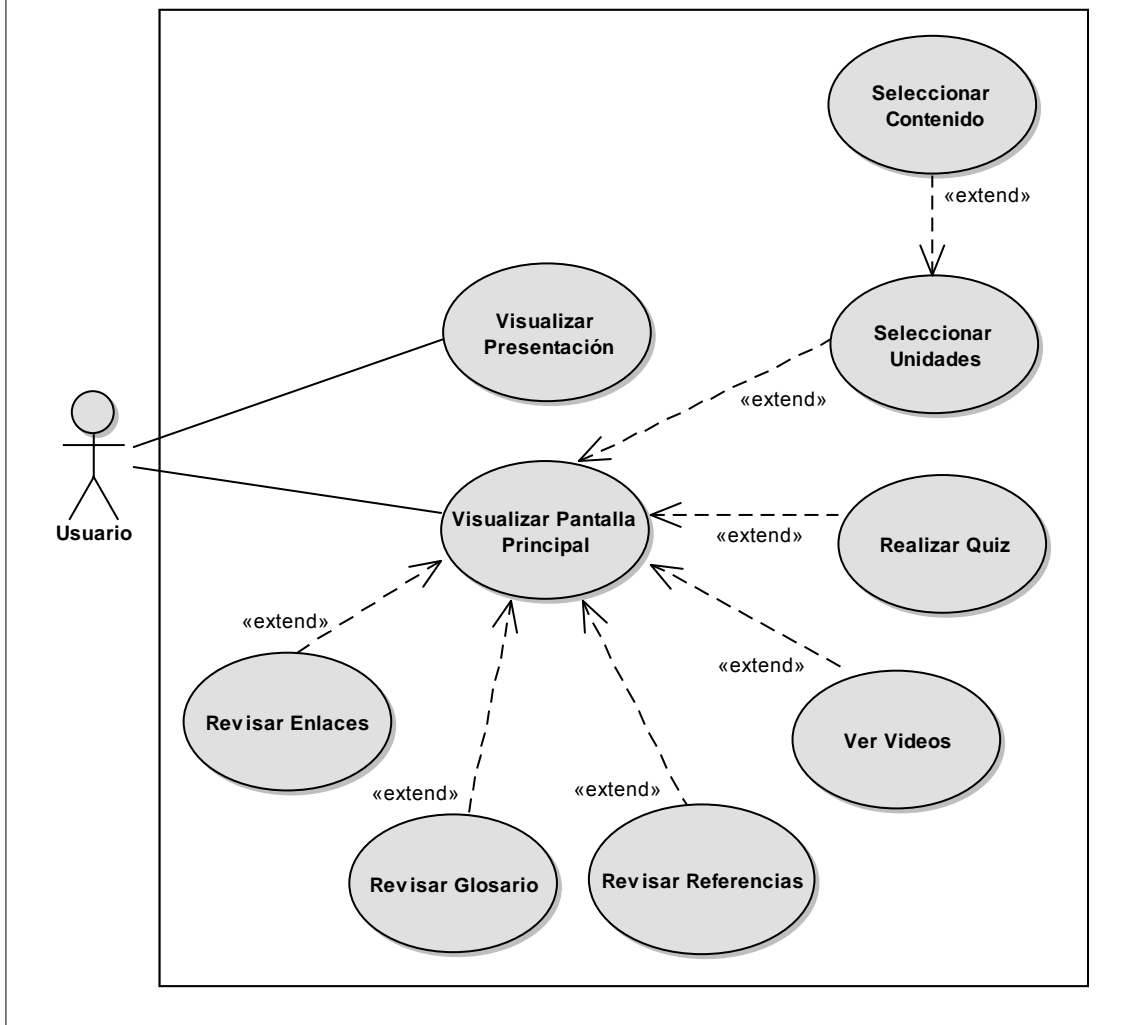 Seleccionar
Contenido
«extend»
Visualizar
Presentación
Seleccionar
Unidades
«extend»
Usuario
Visualizar Pantalla
Principal
«extend»
Realizar Quiz
«extend»
«extend»
Revisar Enlaces
Ver Videos
«extend»
«extend»
Revisar Glosario
Revisar Referencias